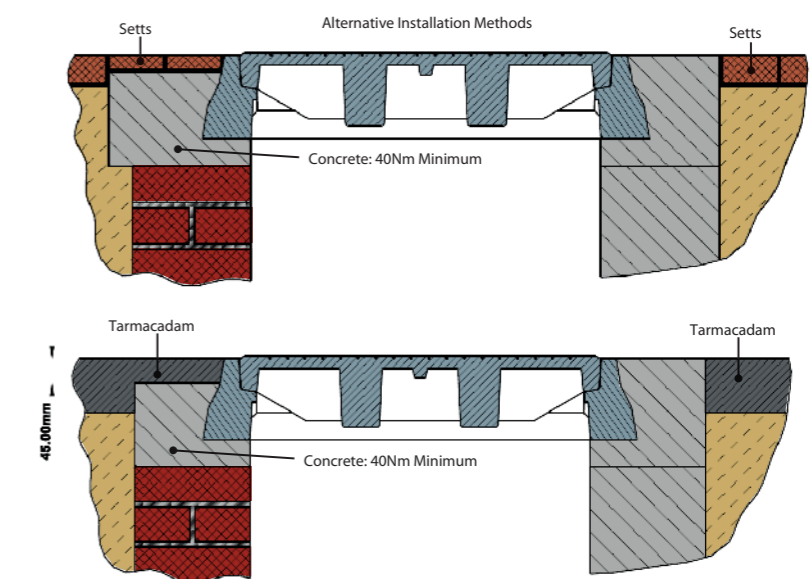 Alternative Installation Methods
Setts
Setts
Concrete: 40Nm Minimum
Tarmacadam
Tarmacadam
45.00mm
Concrete: 40Nm Minimum